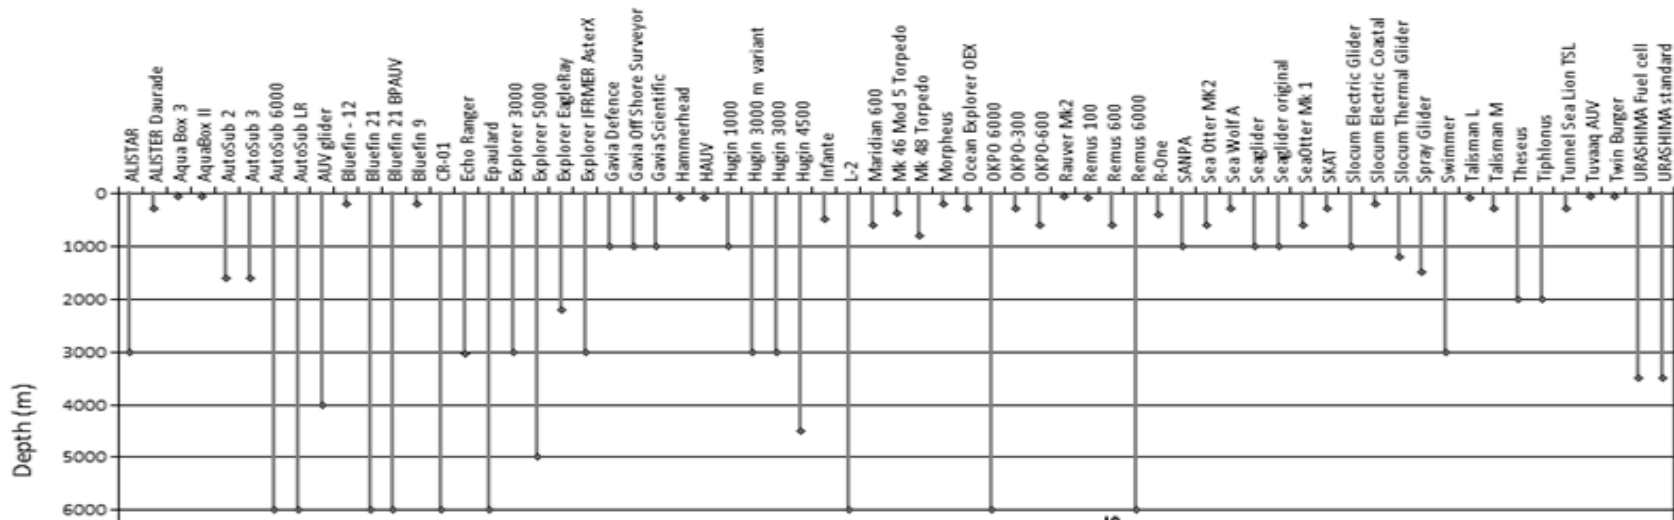 ALISTAR
ALISTER Daurade
Aqua Box 3
AquaBox II
AutoSub 2
AutoSub 3
AutoSub 6000
AutoSub LR
AUV glider
Bluefin - 12
Bluefin 21
Bluefin 21 BPAUV
Bluefin 9
CR-01
Echo Ranger
Epaulard
Explorer 3000
Explorer 5000
Explorer EagleRay
Explorer IFRMER AsterX
Gavia Defence
Gavia Off Shore Surveyor
Gavia Scientific
Hammerhead
HAUV
Hugin 1000
Hugin 3000 m variant
Hugin 3000
Hugin 4500
Infante
L-2
Maridian 600
Mk 46 Mod 5 Torpedo
Mk 48 Torpedo
Morpheus
Ocean Explorer OEX
OKPO 6000
OKPO-300
OKPO-600
Rauver Mk2
Remus 100
Remus 600
Remus 6000
R-One
SANPA
Sea Otter MK2
Sea Wolf A
Seaglider
Seaglider original
SeaOtter Mk 1
SKAT
Slocum Electric Glider
Slocum Electric Coastal
Slocum Thermal Glider
Spray Glider
Swimmer
Talisman L
Talisman M
Theseus
Tiphlonus
Tunnel Sea Lion TSL
Tuvaaq AUV
Twin Burger
URASHIMA Fuel cell
URASHIMA standard
0
1000
2000
3000
4000
5000
6000
Depth (m)